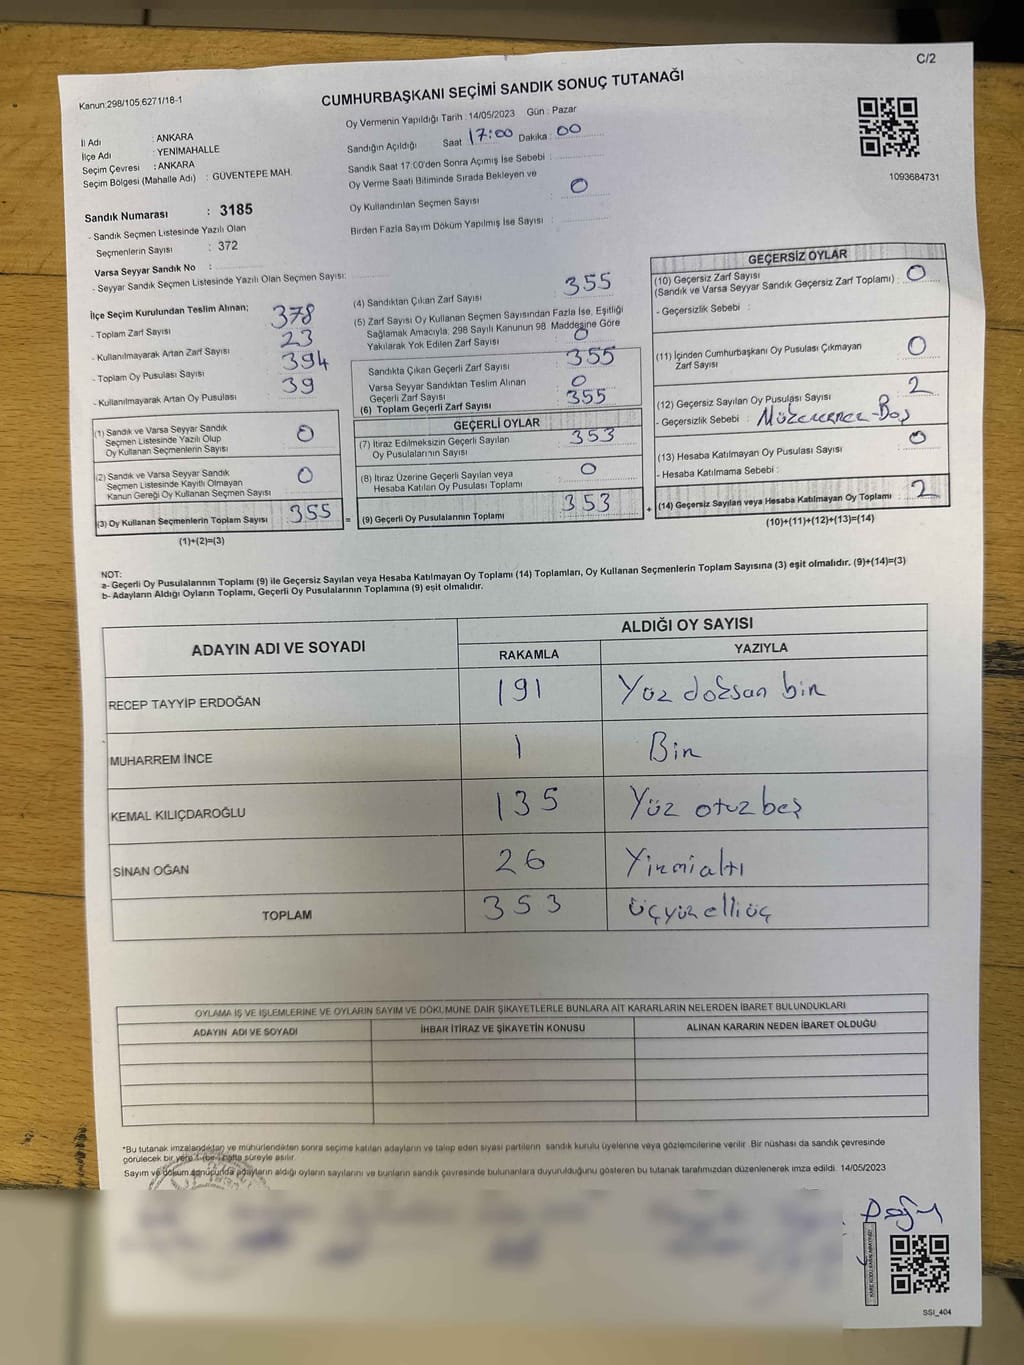 C/2
Kanun:298/105 6271/18-1
CUMHURBAŞKANI SEÇİMİ SANDIK SONUÇ TUTANAĞI
Oy Vermenin Yapıldığı Tarih : 14/05/2023 Gün : Pazar
İl Adı : ANKARA
İlçe Adı : YENİMAHALLE
Seçim Çevresi : ANKARA
Seçim Bölgesi (Mahalle Adı) : GÜVENTEPE MAH.
Sandık Numarası : 3185
- Sandık Seçmen Listesinde Yazılı Olan
Seçmenlerin Sayısı : 372
Varsa Seyyar Sandık No :
- Seyyar Sandık Seçmen Listesinde Yazılı Olan Seçmen Sayısı:
Sandığın Açıldığı Saat 17:00 Dakika : 00
Sandık Saat 17:00'den Sonra Açımış İse Sebebi :
Oy Verme Saati Bitiminde Sırada Bekleyen ve
Oy Kullandırılan Seçmen Sayısı : 0
Birden Fazla Sayım Döküm Yapılmış İse Sayısı :
1093684731
İlçe Seçim Kurulundan Teslim Alınan;
- Toplam Zarf Sayısı 378
- Kullanılmayarak Artan Zarf Sayısı 23
- Toplam Oy Pusulası Sayısı 394
- Kullanılmayarak Artan Oy Pusulası 39
(1) Sandık ve Varsa Seyyar Sandık
Seçmen Listesinde Yazılı Olup
Oy Kullanan Seçmenlerin Sayısı : 0
(2) Sandık ve Varsa Seyyar Sandık
Seçmen Listesinde Kayıtlı Olmayan
Kanun Gereği Oy Kullanan Seçmen Sayısı : 0
(3) Oy Kullanan Seçmenlerin Toplam Sayısı : 355
(1)+(2)=(3)
(4) Sandıktan Çıkan Zarf Sayısı : 355
(5) Zarf Sayısı Oy Kullanan Seçmen Sayısından Fazla İse, Eşitliği
Sağlamak Amacıyla, 298 Sayılı Kanunun 98 Maddesine Göre
Yakılarak Yok Edilen Zarf Sayısı : 0
Sandıkta Çıkan Geçerli Zarf Sayısı : 355
Varsa Seyyar Sandıktan Teslim Alınan
Geçerli Zarf Sayısı : 0
(6) Toplam Geçerli Zarf Sayısı : 355
GEÇERLİ OYLAR
(7) İtiraz Edilmeksizin Geçerli Sayılan
Oy Pusulalarının Sayısı : 353
(8) İtiraz Üzerine Geçerli Sayılan veya
Hesaba Katılan Oy Pusulası Toplamı : 0
= (9) Geçerli Oy Pusulalarının Toplamı : 353
GEÇERSİZ OYLAR
(10) Geçersiz Zarf Sayısı
(Sandık ve Varsa Seyyar Sandık Geçersiz Zarf Toplamı) : 0
- Geçersizlik Sebebi :
(11) İçinden Cumhurbaşkanı Oy Pusulası Çıkmayan
Zarf Sayısı : 0
(12) Geçersiz Sayılan Oy Pusulası Sayısı : 2
- Geçersizlik Sebebi :
(13) Hesaba Katılmayan Oy Pusulası Sayısı : 0
- Hesaba Katılmama Sebebi :
+ (14) Geçersiz Sayılan veya Hesaba Katılmayan Oy Toplamı : 2
(10)+(11)+(12)+(13)=(14)
NOT:
a- Geçerli Oy Pusulalarının Toplamı (9) ile Geçersiz Sayılan veya Hesaba Katılmayan Oy Toplamı (14) Toplamları, Oy Kullanan Seçmenlerin Toplam Sayısına (3) eşit olmalıdır. (9)+(14)=(3)
b- Adayların Aldığı Oyların Toplamı, Geçerli Oy Pusulalarının Toplamına (9) eşit olmalıdır.
ADAYIN ADI VE SOYADI ALDIĞI OY SAYISI
RAKAMLA YAZIYLA
RECEP TAYYİP ERDOĞAN 191 Yüz doksan bir
MUHARREM İNCE 1 Bir
KEMAL KILIÇDAROĞLU 135 Yüz otuz beş
SİNAN OĞAN 26 Yirmialtı
TOPLAM 353 üçyüzelliüç
OYLAMA İŞ VE İŞLEMLERİNE VE OYLARIN SAYIM VE DÖKÜMÜNE DAİR ŞİKAYETLERLE BUNLARA AİT KARARLARIN NELERDEN İBARET BULUNDUKLARI
ADAYIN ADI VE SOYADI İHBAR İTİRAZ VE ŞİKAYETİN KONUSU ALINAN KARARIN NEDEN İBARET OLDUĞU
*Bu tutanak imzalandıktan ve mühürlendikten sonra seçime katılan adayların ve talep eden siyasi partilerin sandık kurulu üyelerine veya gözlemcilerine verilir. Bir nüshası da sandık çevresinde
görülecek bir yere 1 (bir) hafta süreyle asılır.
Sayım ve döküm sonucunda adayların aldığı oyların sayılarını ve bunların sandık çevresinde bulunanlara duyurulduğunu gösteren bu tutanak tarafımızdan düzenlenerek imza edildi. 14/05/2023
SSI_404